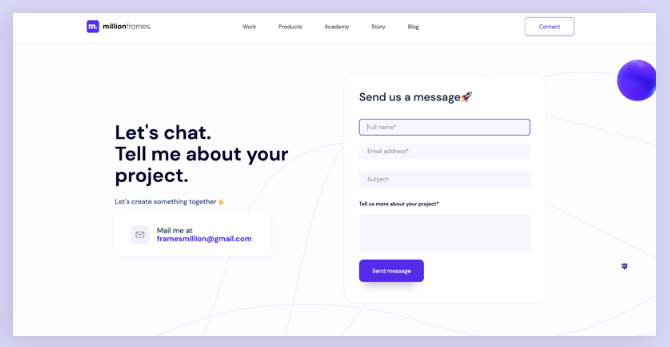 m. millionframes.
Work Products Academy Story Blog
Contact
Let's chat.
Tell me about your
project.
Let's create something together
Mail me at
framesmillion@gmail.com
Send us a message
Full name*
Email address*
Subject
Tell us more about your project*
Send message